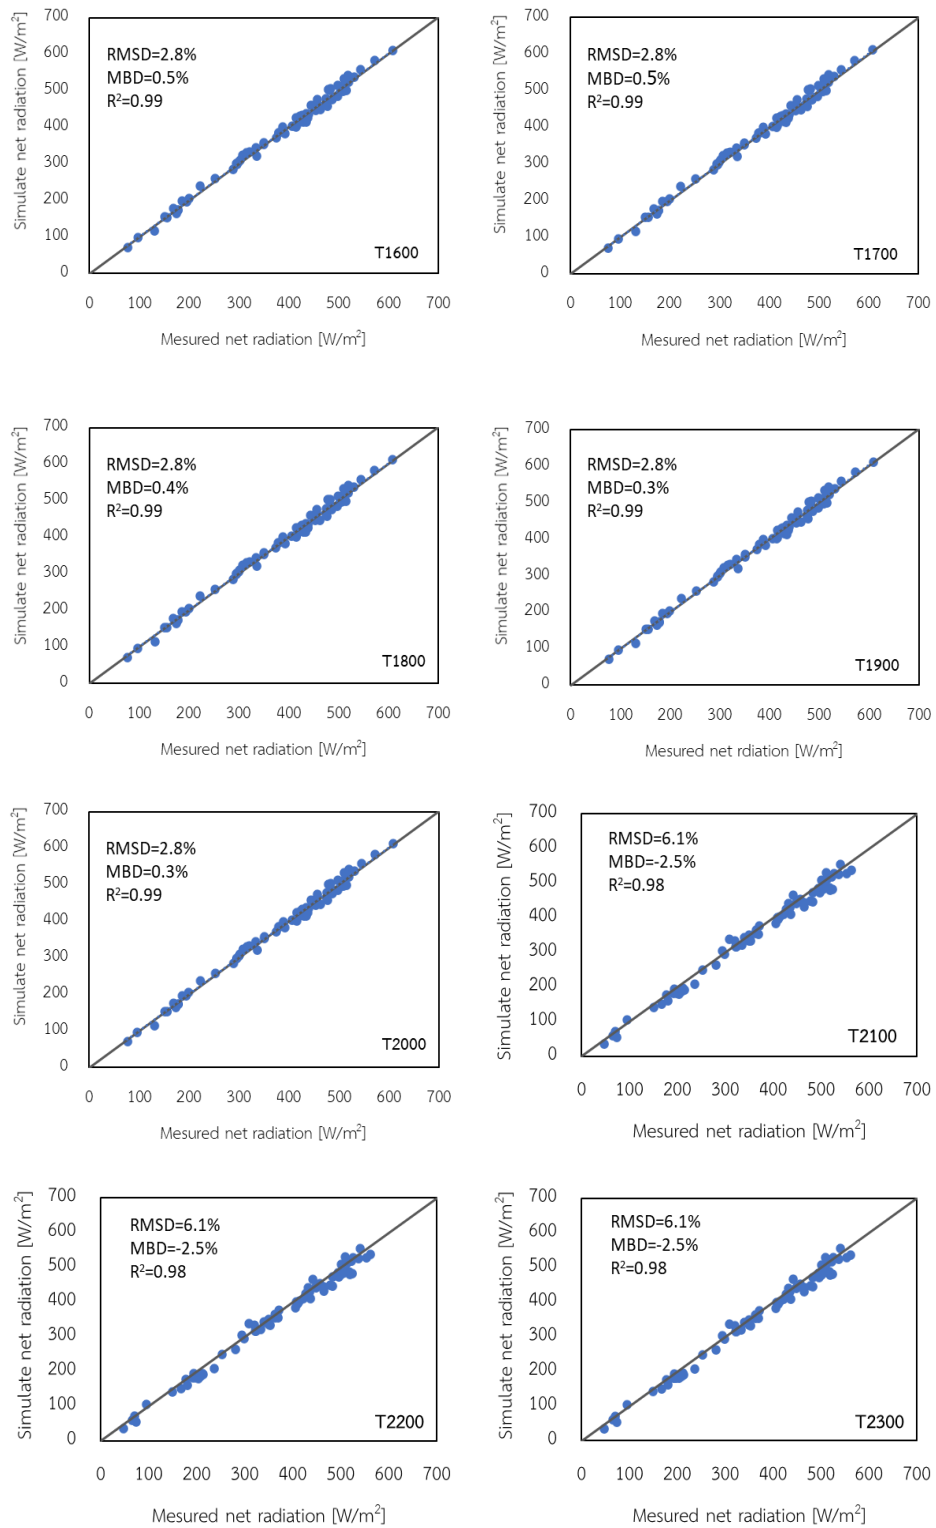 Simulate net radiation [W/m²]
700
600
500
400
300
200
100
0
RMSD=2.8%
MBD=0.5%
R²=0.99
T1600
0 100 200 300 400 500 600 700
Mesured net radiation [W/m²]
Simulate net radiation [W/m²]
700
600
500
400
300
200
100
0
RMSD=2.8%
MBD=0.5%
R²=0.99
T1700
0 100 200 300 400 500 600 700
Mesured net radiation [W/m²]
Simulate net radiation [W/m²]
700
600
500
400
300
200
100
0
RMSD=2.8%
MBD=0.4%
R²=0.99
T1800
0 100 200 300 400 500 600 700
Mesured net radiation [W/m²]
Simulate net radiation [W/m²]
700
600
500
400
300
200
100
0
RMSD=2.8%
MBD=0.3%
R²=0.99
T1900
0 100 200 300 400 500 600 700
Mesured net rdiation [W/m²]
Simulate net radiation [W/m²]
700
600
500
400
300
200
100
0
RMSD=2.8%
MBD=0.3%
R²=0.99
T2000
0 100 200 300 400 500 600 700
Mesured net radiation [W/m²]
Simulate net radiation [W/m²]
700
600
500
400
300
200
100
0
RMSD=6.1%
MBD=-2.5%
R²=0.98
T2100
0 100 200 300 400 500 600 700
Mesured net radiation [W/m²]
Simulate net radiation [W/m²]
700
600
500
400
300
200
100
0
RMSD=6.1%
MBD=-2.5%
R²=0.98
T2200
0 100 200 300 400 500 600 700
Mesured net radiation [W/m²]
Simulate net radiation [W/m²]
700
600
500
400
300
200
100
0
RMSD=6.1%
MBD=-2.5%
R²=0.98
T2300
0 100 200 300 400 500 600 700
Mesured net radiation [W/m²]